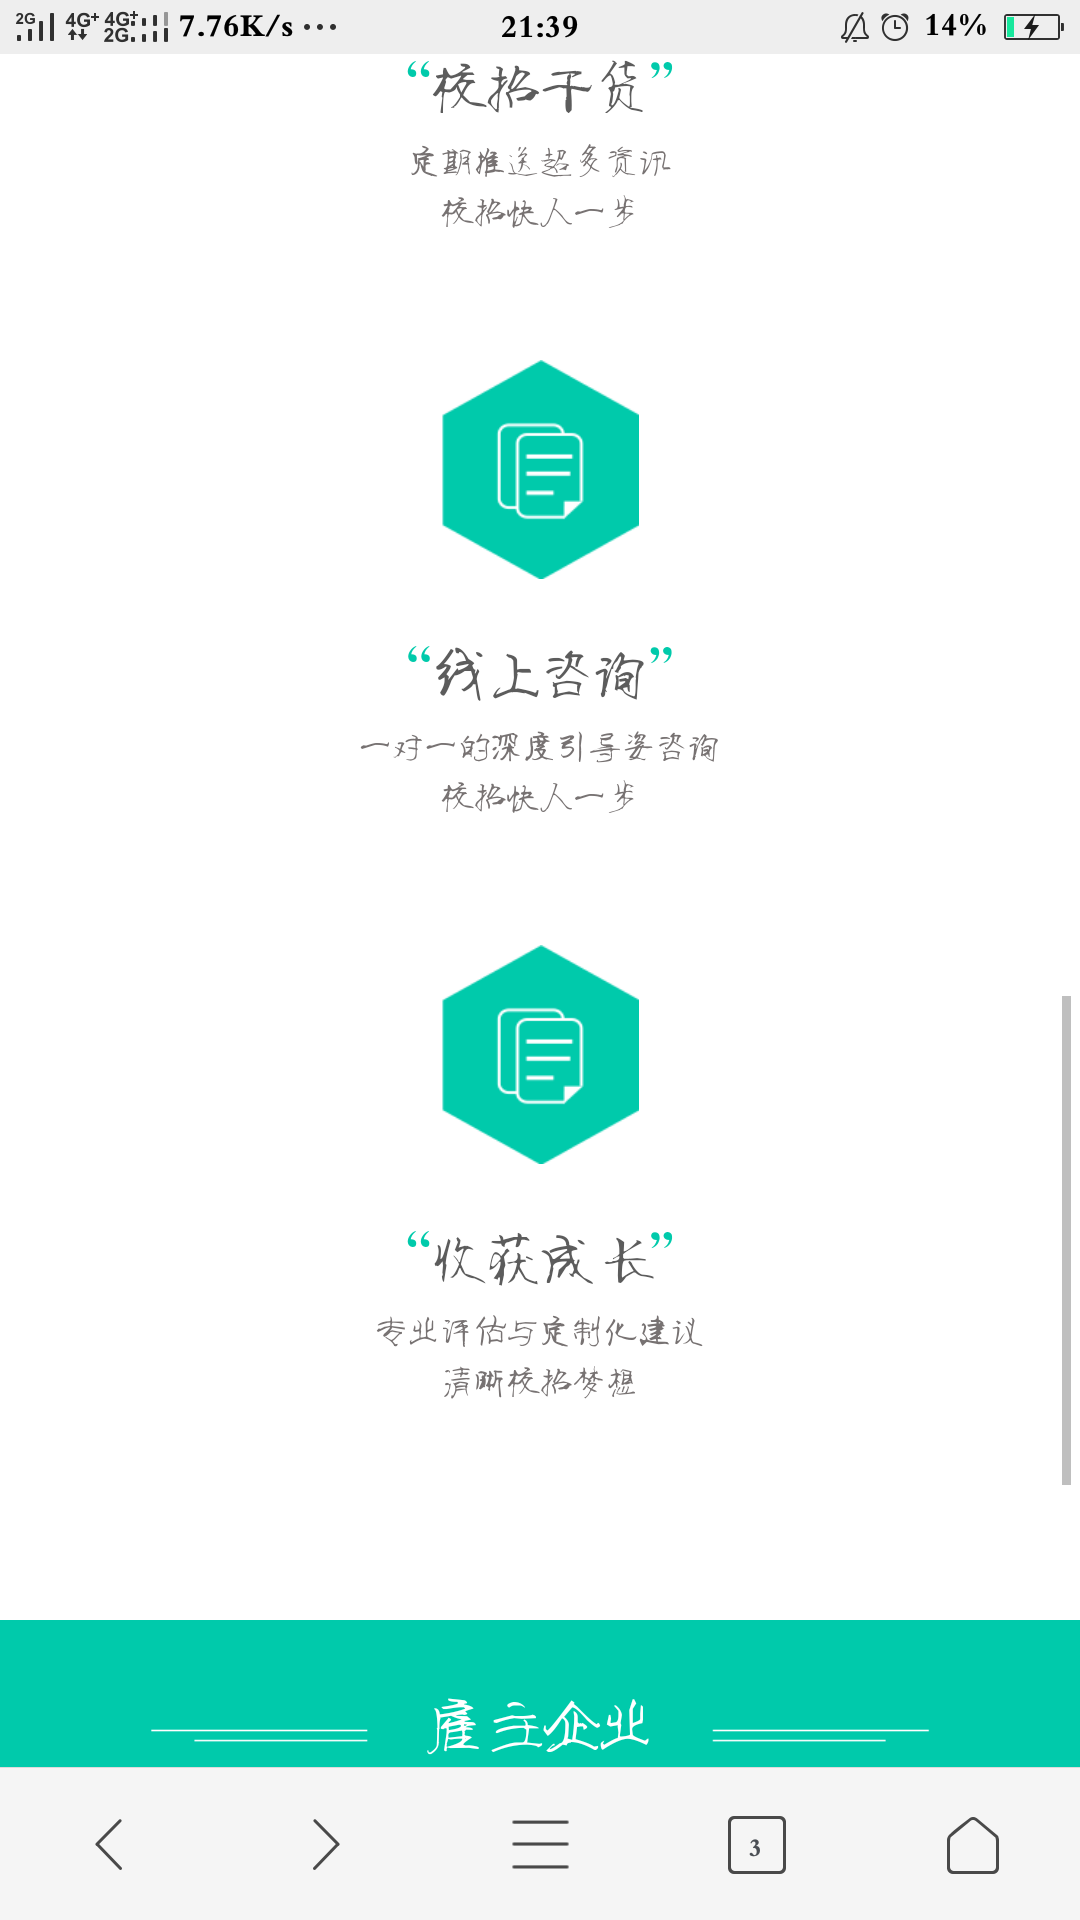 2G 4G+ 4G+ 2G 7.76K/s ··· 21:39 14%
“校招干货”
定期推送超多资讯
校招快人一步
“线上咨询”
一对一的深度引导姿咨询
校招快人一步
“收获成长”
专业评估与定制化建议
清晰校招梦想
雇主企业
3